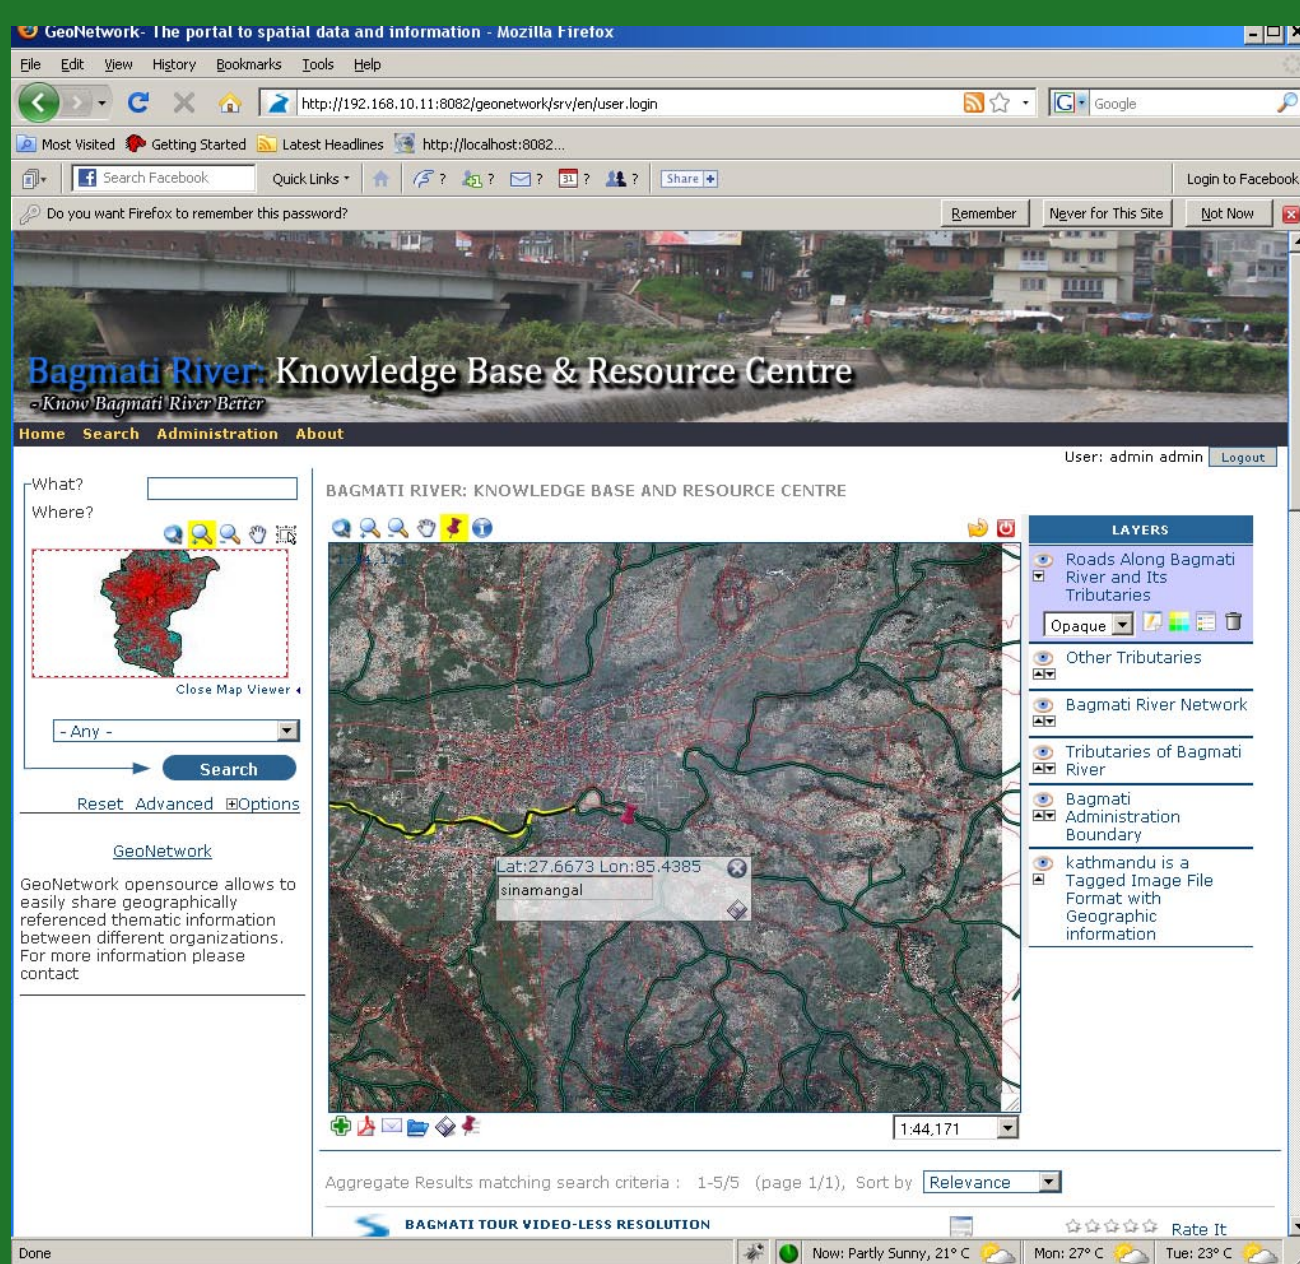 GeoNetwork- The portal to spatial data and information - Mozilla Firefox
File Edit View History Bookmarks Tools Help
http://192.168.10.11:8082/geonetwork/srv/en/user.login
G Google
Most Visited Getting Started Latest Headlines http://localhost:8082...
Search Facebook Quick Links ? ? ? 31 ? ? Share Login to Facebook
Do you want Firefox to remember this password? Remember Never for This Site Not Now
Bagmati River: Knowledge Base & Resource Centre
- Know Bagmati River Better
Home Search Administration About
User: admin admin Logout
What?
Where?
Close Map Viewer
- Any -
Search
Reset Advanced Options
GeoNetwork
GeoNetwork opensource allows to
easily share geographically
referenced thematic information
between different organizations.
For more information please
contact
BAGMATI RIVER: KNOWLEDGE BASE AND RESOURCE CENTRE
Lat:27.6673 Lon:85.4385
sinamangal
1:44,171
LAYERS
Roads Along Bagmati
River and Its
Tributaries
Opaque
Other Tributaries
Bagmati River Network
Tributaries of Bagmati
River
Bagmati
Administration
Boundary
kathmandu is a
Tagged Image File
Format with
Geographic
information
Aggregate Results matching search criteria : 1-5/5 (page 1/1), Sort by Relevance
BAGMATI TOUR VIDEO-LESS RESOLUTION Rate It
Done Now: Partly Sunny, 21° C Mon: 27° C Tue: 23° C